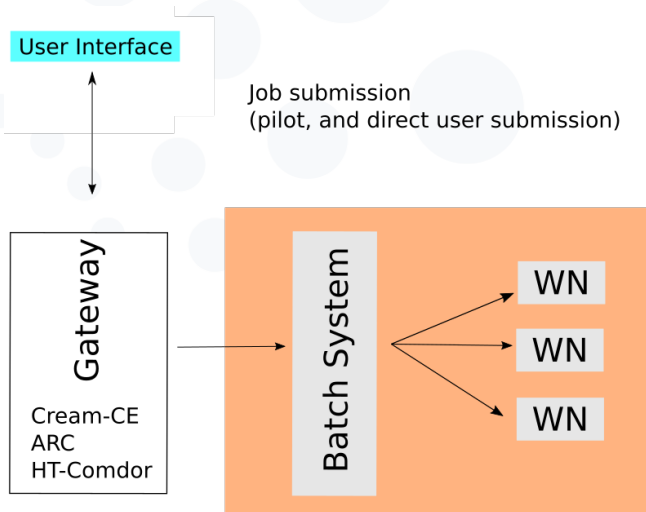 User Interface
Job submission
(pilot, and direct user submission)
Gateway
Cream-CE
ARC
HT-Comdor
Batch System
WN
WN
WN